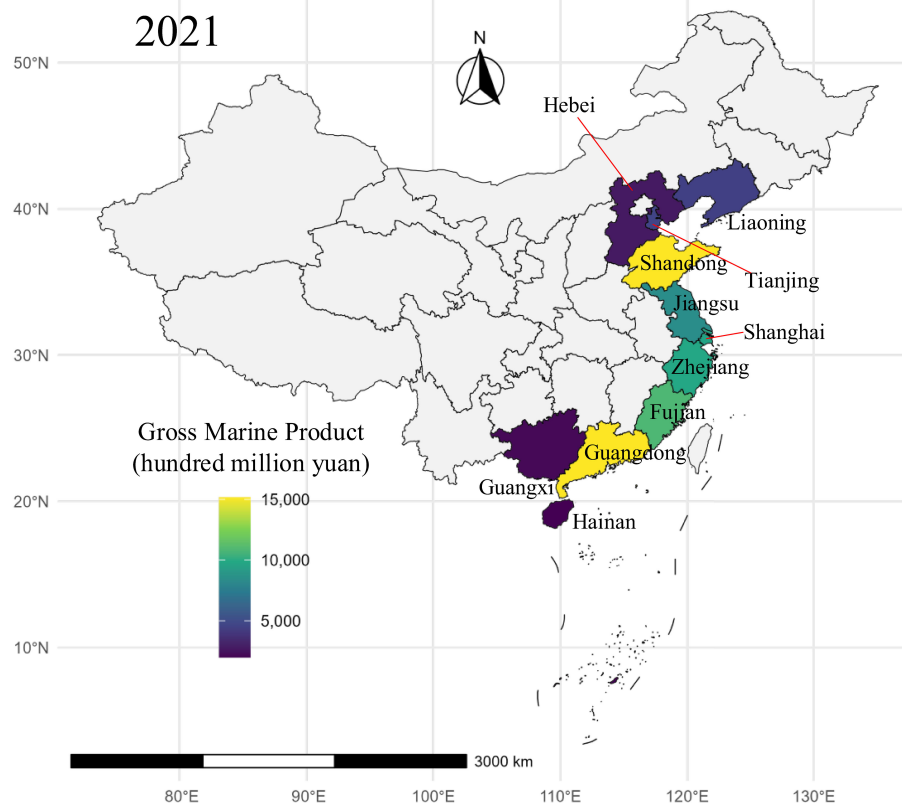 2021
N
50°N
Hebei
40°N
Liaoning
Shandong
Tianjing
Jiangsu
Shanghai
30°N
Zhejiang
Fujian
Gross Marine Product
(hundred million yuan)
Guangdong
Guangxi
15,000
20°N
Hainan
10,000
5,000
10°N
3000 km
80°E
90°E
100°E
110°E
120°E
130°E